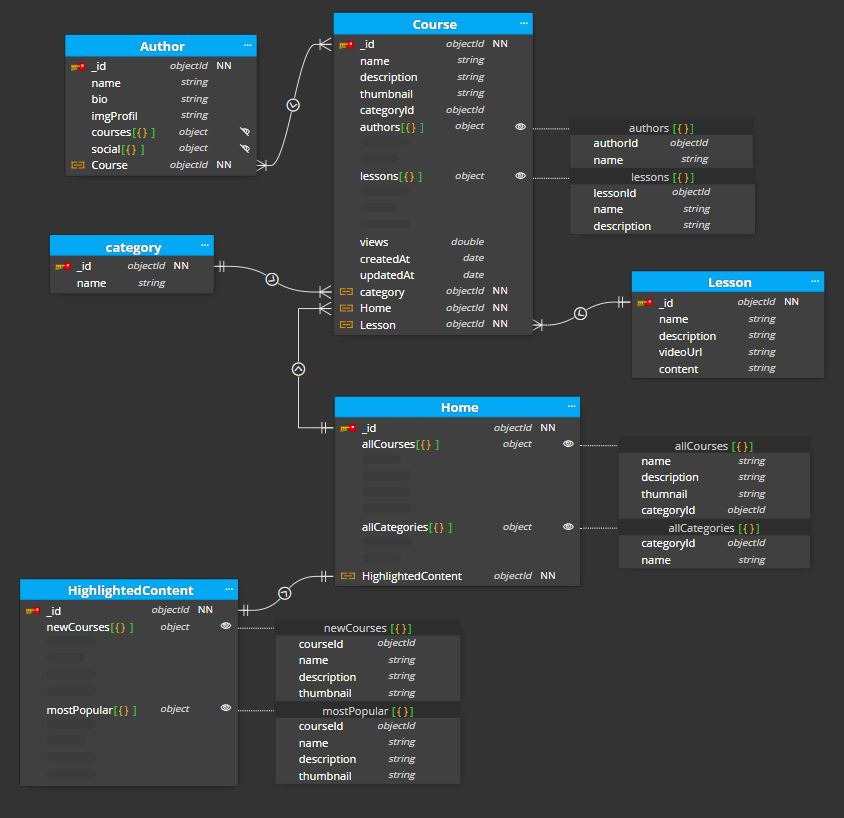 Author ...
_id objectId NN
name string
bio string
imgProfil string
courses[{} ] object
social[{} ] object
Course objectId NN
Course ...
_id objectId NN
name string
description string
thumbnail string
categoryId objectId
authors[{} ] object
lessons[{} ] object
views double
createdAt date
updatedAt date
category objectId NN
Home objectId NN
Lesson objectId NN
authors [{}]
authorId objectId
name string
lessons [{}]
lessonId objectId
name string
description string
category ...
_id objectId NN
name string
Lesson ...
_id objectId NN
name string
description string
videoUrl string
content string
Home ...
_id objectId NN
allCourses[{} ] object
allCategories[{} ] object
HighlightedContent objectId NN
allCourses [{}]
name string
description string
thumnail string
categoryId objectId
allCategories [{}]
categoryId objectId
name string
HighlightedContent ...
_id objectId NN
newCourses[{} ] object
mostPopular[{} ] object
newCourses [{}]
courseId objectId
name string
description string
thumbnail string
mostPopular [{}]
courseId objectId
name string
description string
thumbnail string